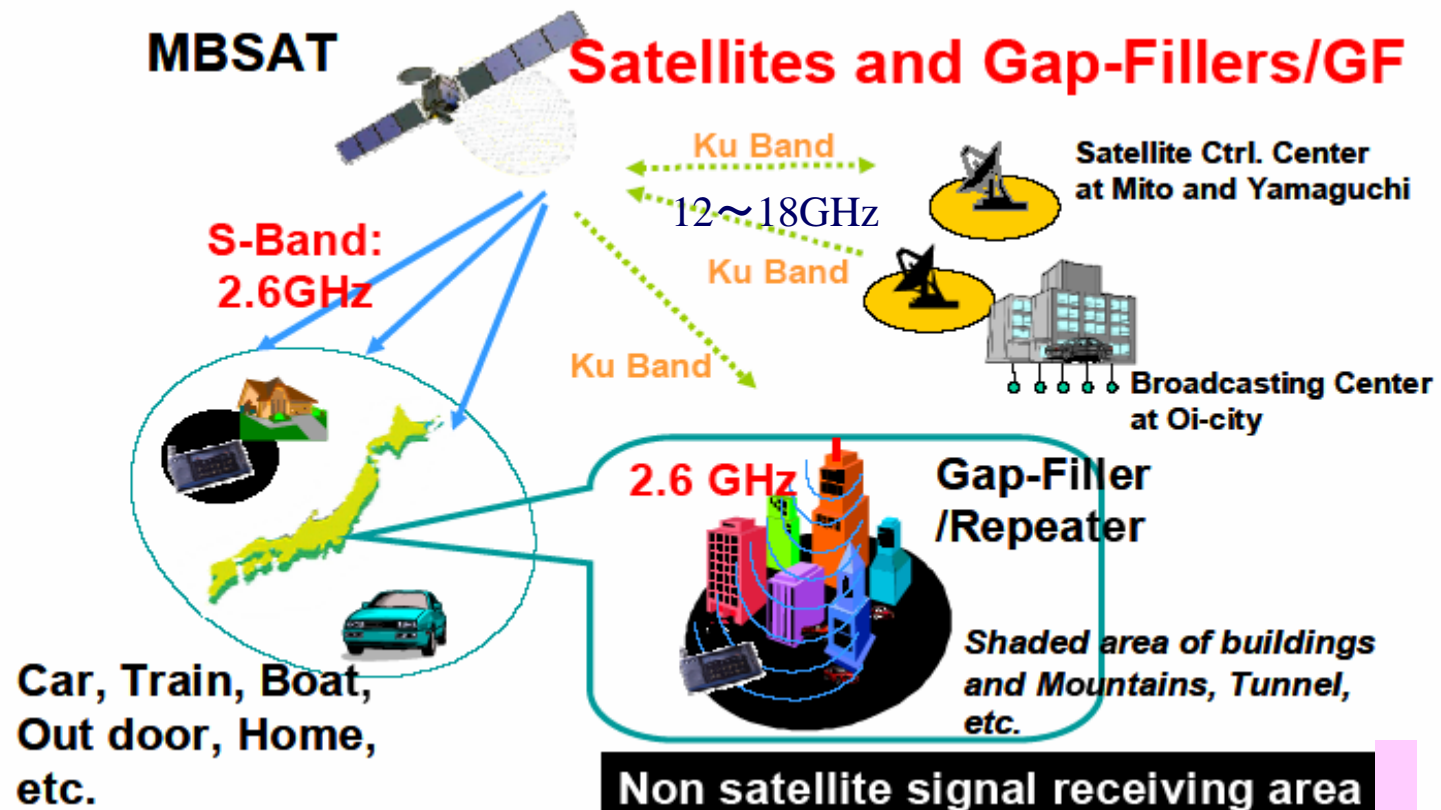 MBSAT
Satellites and Gap-Fillers/GF
Ku Band
Satellite Ctrl. Center
at Mito and Yamaguchi
12～18GHz
S-Band:
2.6GHz
Ku Band
Ku Band
Broadcasting Center
at Oi-city
2.6 GHz
Gap-Filler
/Repeater
Shaded area of buildings
and Mountains, Tunnel,
etc.
Car, Train, Boat,
Out door, Home,
etc.
Non satellite signal receiving area